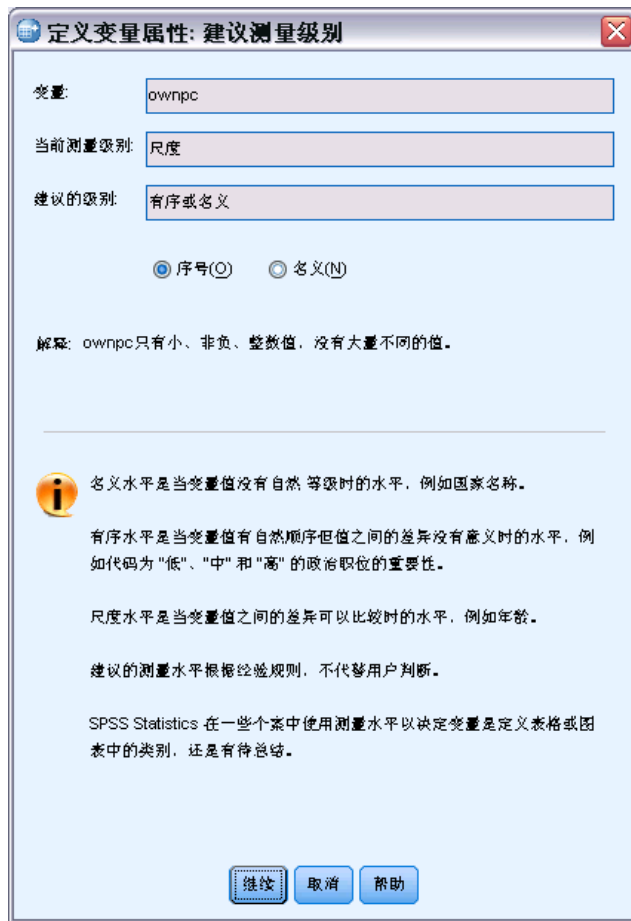 定义变量属性: 建议测量级别
变量: ownpc
当前测量级别: 尺度
建议的级别: 有序或名义
序号(O) 名义(N)
解释: ownpc只有小、非负、整数值，没有大量不同的值。
名义水平是当变量值没有自然 等级时的水平，例如国家名称。
有序水平是当变量值有自然顺序但值之间的差异没有意义时的水平，例
如代码为 "低"、"中" 和 "高" 的政治职位的重要性。
尺度水平是当变量值之间的差异可以比较时的水平，例如年龄。
建议的测量水平根据经验规则，不代替用户判断。
SPSS Statistics 在一些个案中使用测量水平以决定变量是定义表格或图
表中的类别，还是有待总结。
继续 取消 帮助